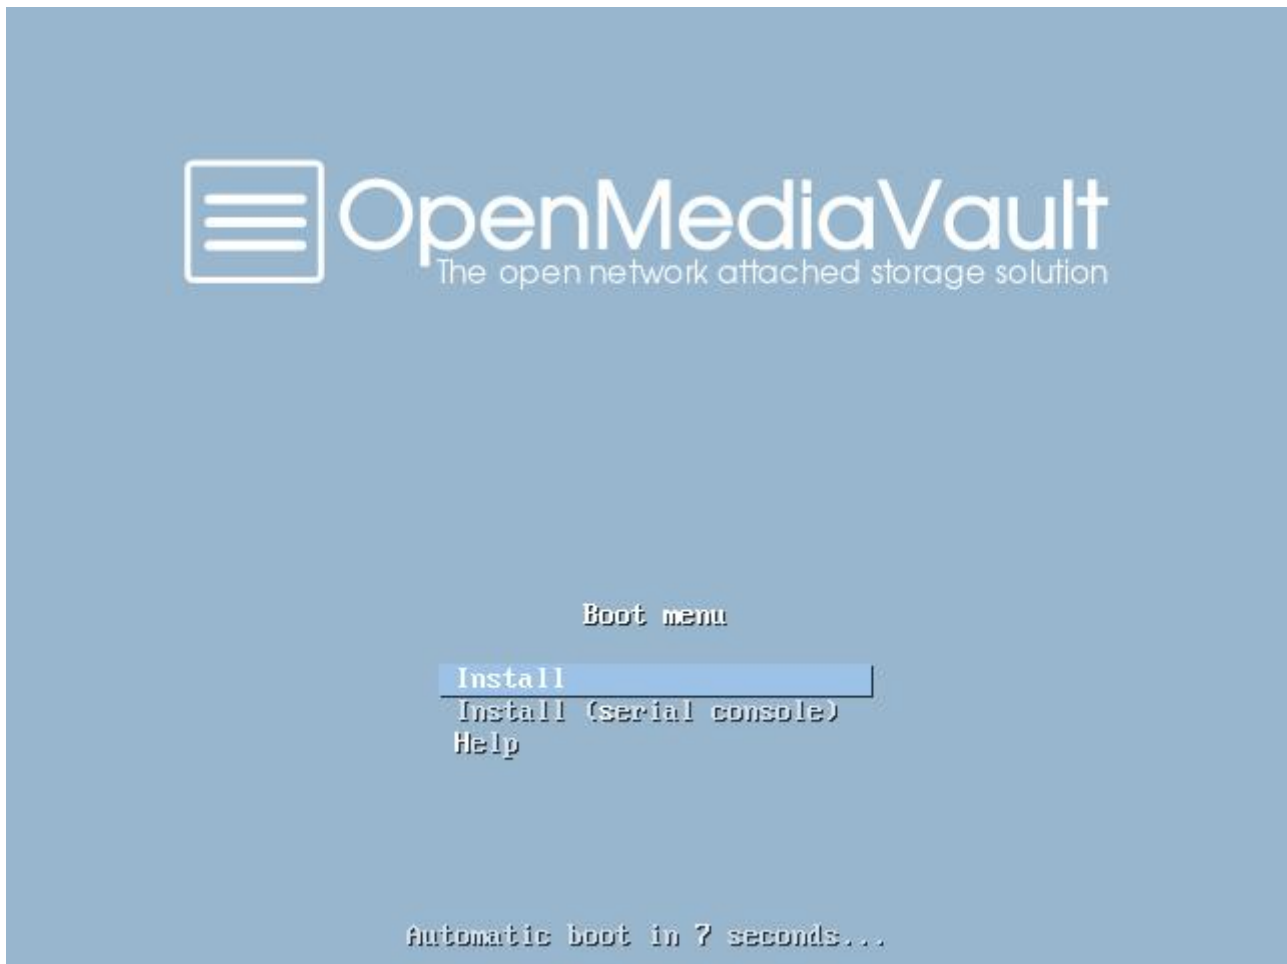 OpenMediaVault
The open network attached storage solution
Boot menu
Install
Install (serial console)
Help
Automatic boot in 7 seconds...